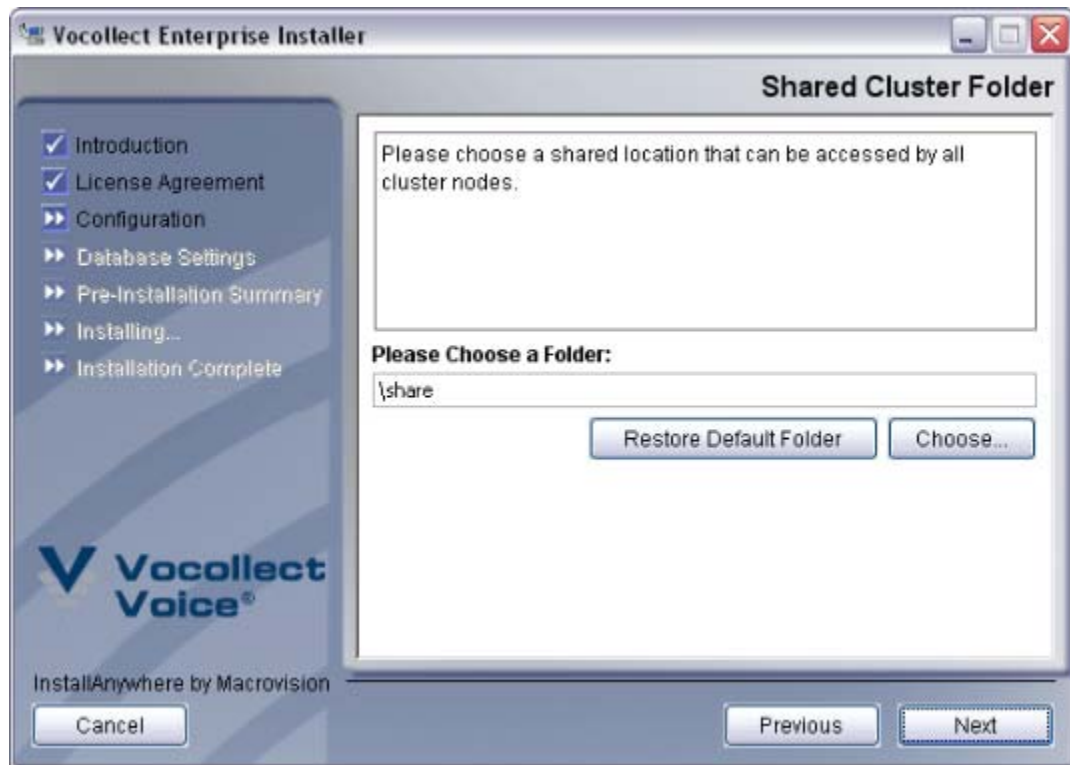 Vocollect Enterprise Installer
Shared Cluster Folder
Introduction
License Agreement
Configuration
Database Settings
Pre-Installation Summary
Installing...
Installation Complete
Please choose a shared location that can be accessed by all
cluster nodes.
Please Choose a Folder:
\share
Restore Default Folder
Choose...
Vocollect
Voice®
InstallAnywhere by Macrovision
Cancel
Previous
Next